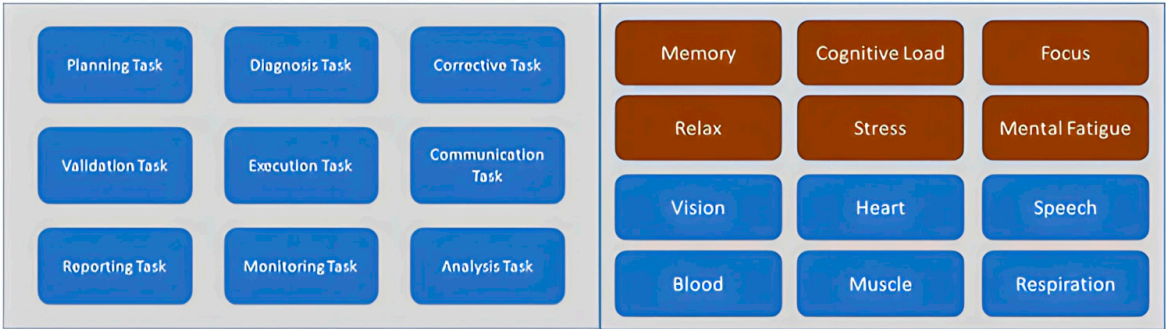 Planning Task
Diagnosis Task
Corrective Task
Validation Task
Execution Task
Communication
Task
Reporting Task
Monitoring Task
Analysis Task
Memory
Cognitive Load
Focus
Relax
Stress
Mental Fatigue
Vision
Heart
Speech
Blood
Muscle
Respiration